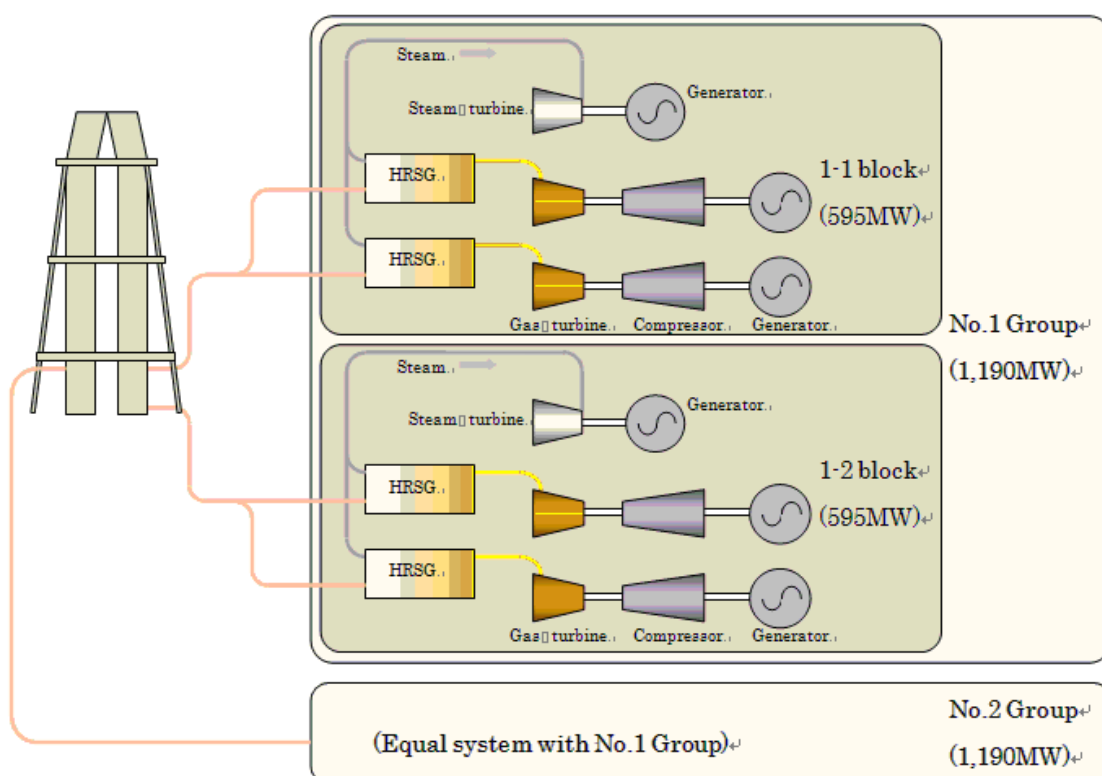 Steam
Steam turbine
Generator
HRSG
1-1 block
(595MW)
HRSG
Gas turbine
Compressor
Generator
No.1 Group
(1,190MW)
Steam
Steam turbine
Generator
HRSG
1-2 block
(595MW)
HRSG
Gas turbine
Compressor
Generator
No.2 Group
(Equal system with No.1 Group)
(1,190MW)